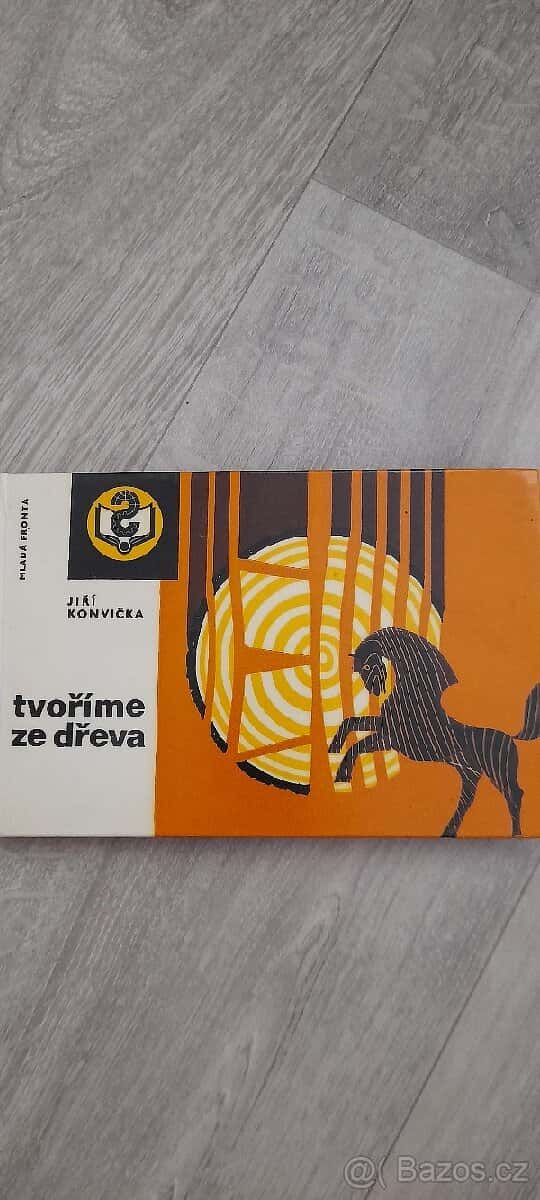 MLADÁ FRONTA
JIŘÍ
KONVIČKA
tvoříme
ze dřeva
@ Bazos.cz